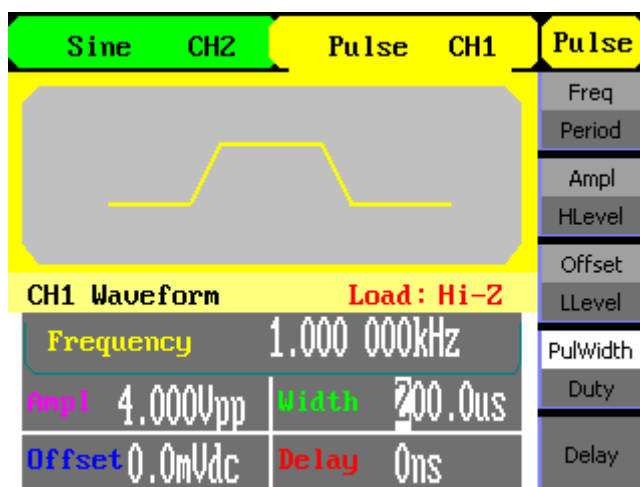 Sine CH2 Pulse CH1 Pulse
Freq
Period
Ampl
HLevel
Offset
LLevel
PulWidth
Duty
Delay
CH1 Waveform Load: Hi-Z
Frequency 1.000 000kHz
Ampl 4.000Vpp Width 200.0us
Offset 0.0mVdc Delay 0ns